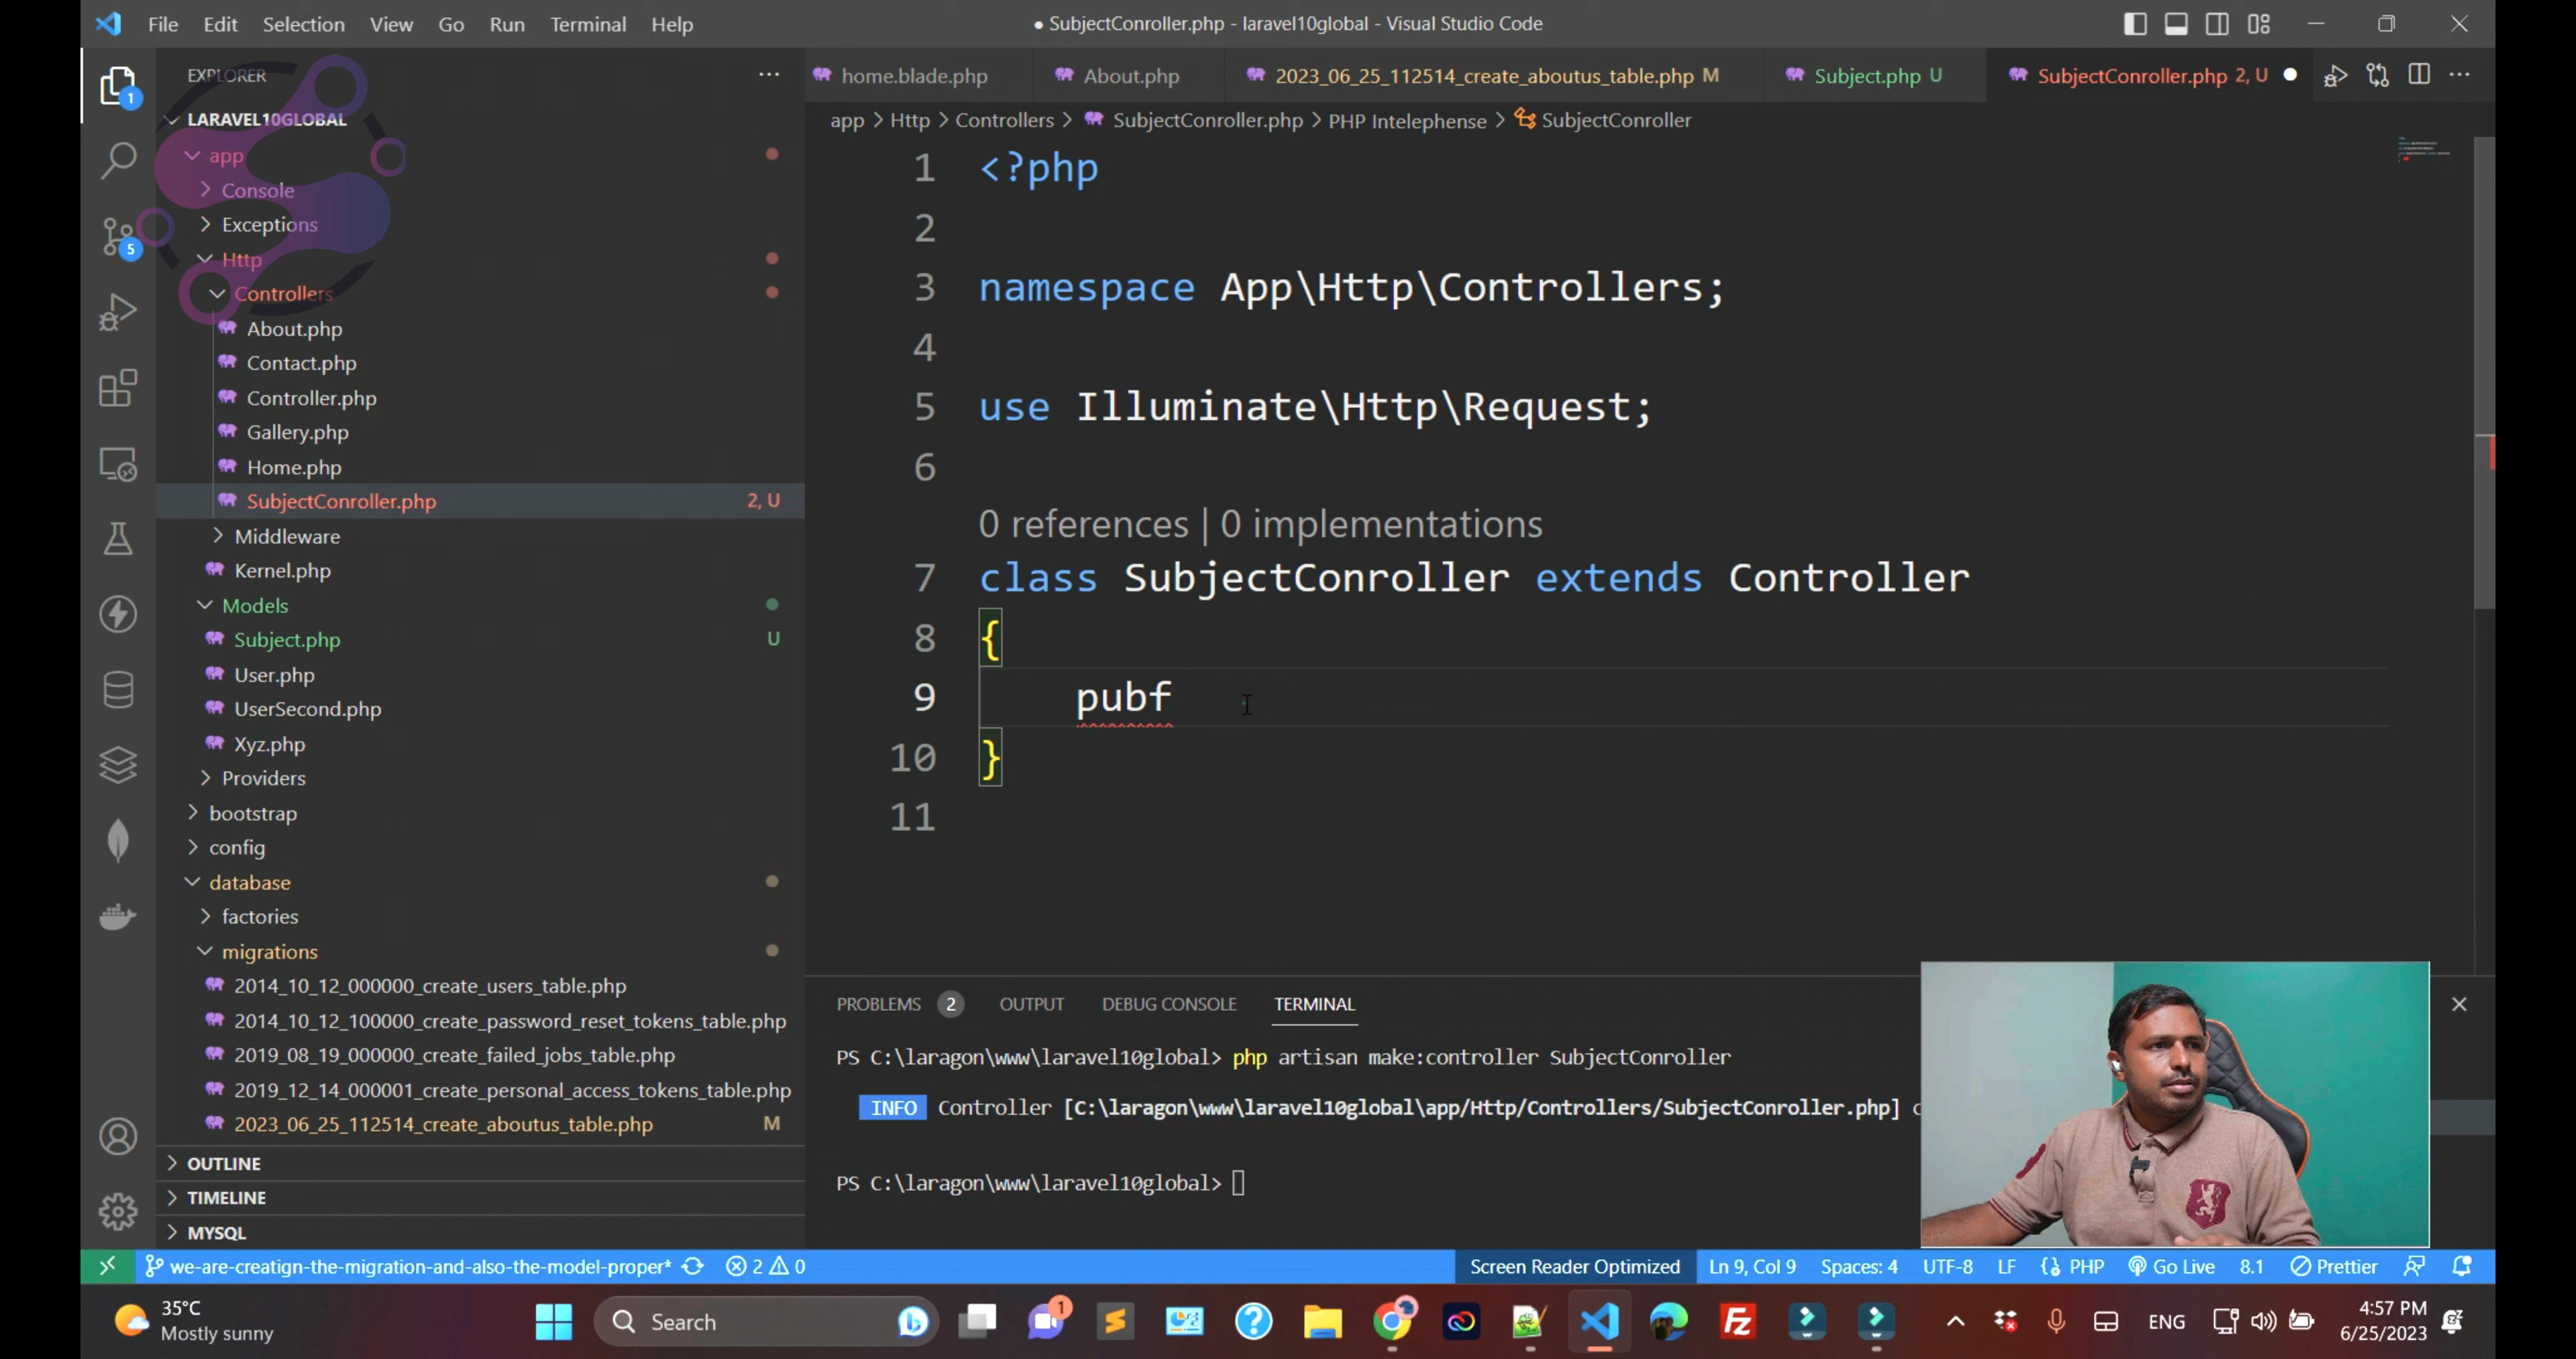 File Edit Selection View Go Run Terminal Help
● SubjectConroller.php - laravel10global - Visual Studio Code
EXPLORER
LARAVEL10GLOBAL
app
Console
Exceptions
Http
Controllers
About.php
Contact.php
Controller.php
Gallery.php
Home.php
SubjectConroller.php 2, U
Middleware
Kernel.php
Models
Subject.php U
User.php
UserSecond.php
Xyz.php
Providers
bootstrap
config
database
factories
migrations
2014_10_12_000000_create_users_table.php
2014_10_12_100000_create_password_reset_tokens_table.php
2019_08_19_000000_create_failed_jobs_table.php
2019_12_14_000001_create_personal_access_tokens_table.php
2023_06_25_112514_create_aboutus_table.php M
OUTLINE
TIMELINE
MYSQL
1
5
home.blade.php About.php 2023_06_25_112514_create_aboutus_table.php M Subject.php U SubjectConroller.php 2, U
app > Http > Controllers > SubjectConroller.php > PHP Intelephense > SubjectConroller
1 <?php
2
3 namespace App\Http\Controllers;
4
5 use Illuminate\Http\Request;
6
0 references | 0 implementations
7 class SubjectConroller extends Controller
8 {
9 pubf
10 }
11
PROBLEMS 2 OUTPUT DEBUG CONSOLE TERMINAL
PS C:\laragon\www\laravel10global> php artisan make:controller SubjectConroller
INFO Controller [C:\laragon\www\laravel10global\app/Http/Controllers/SubjectConroller.php] c
PS C:\laragon\www\laravel10global>
we-are-creatign-the-migration-and-also-the-model-proper* 2 0 Screen Reader Optimized Ln 9, Col 9 Spaces: 4 UTF-8 LF PHP Go Live 8.1 Prettier
35°C
Mostly sunny
Search
1
ENG
4:57 PM
6/25/2023